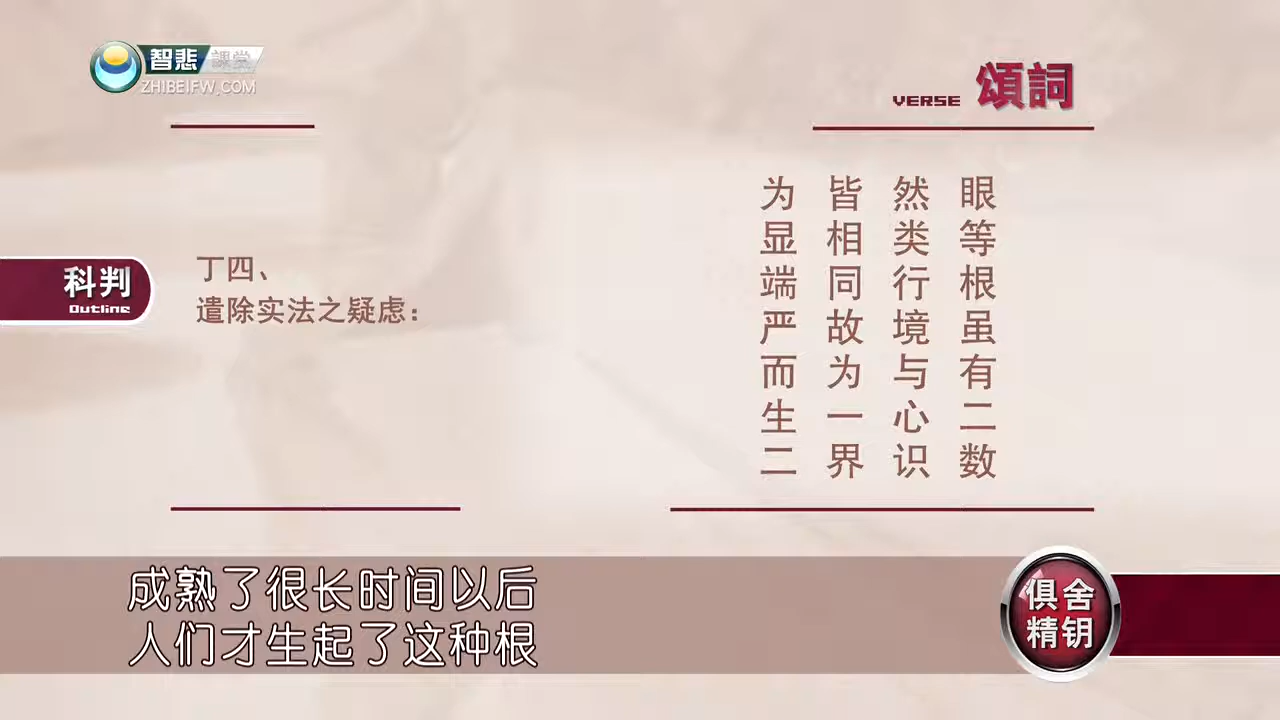 智悲 課堂
ZHIBEIFW.COM
VERSE 頌詞
眼等根虽有二数
然类行境与心识
皆相同故为一界
为显端严而生二
科判
Outline
丁四、
遣除实法之疑虑：
成熟了很长时间以后
人们才生起了这种根
俱舍
精钥